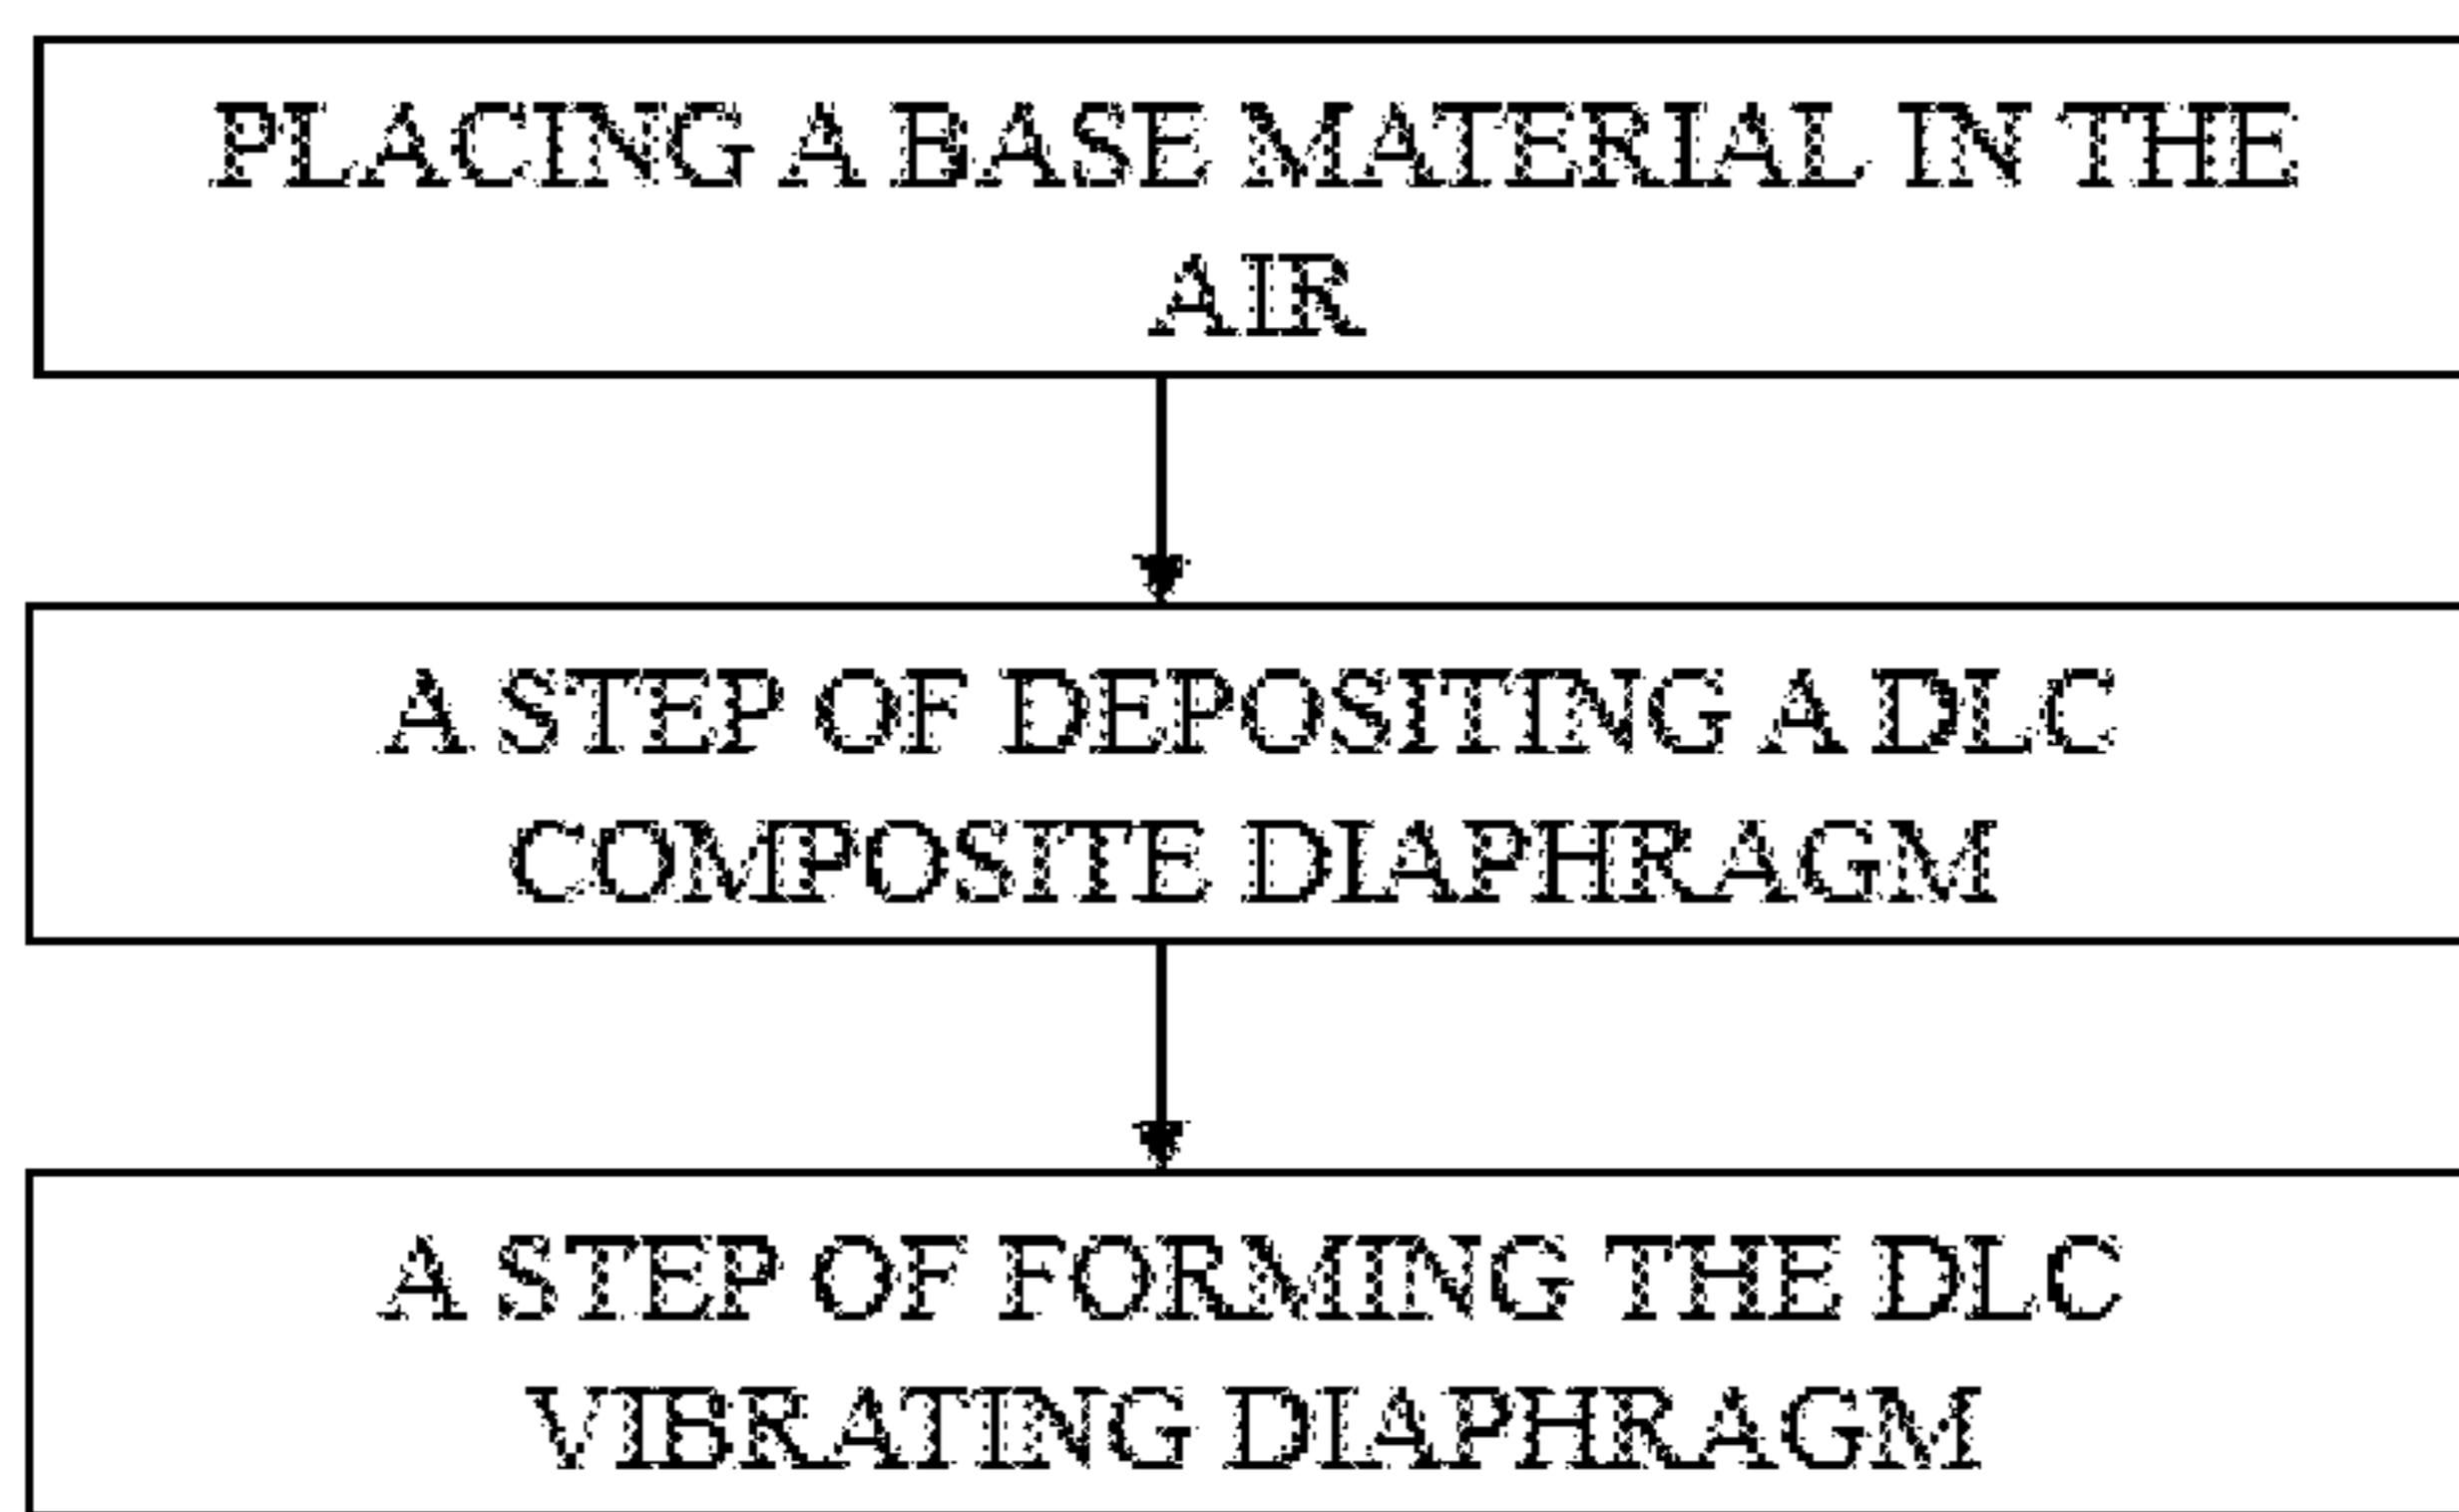 PLACING A BASE MATERIAL IN THE
AIR
A STEP OF DEPOSITING A DLC
COMPOSITE DIAPHRAGM
A STEP OF FORMING THE DLC
VIBRATING DIAPHRAGM